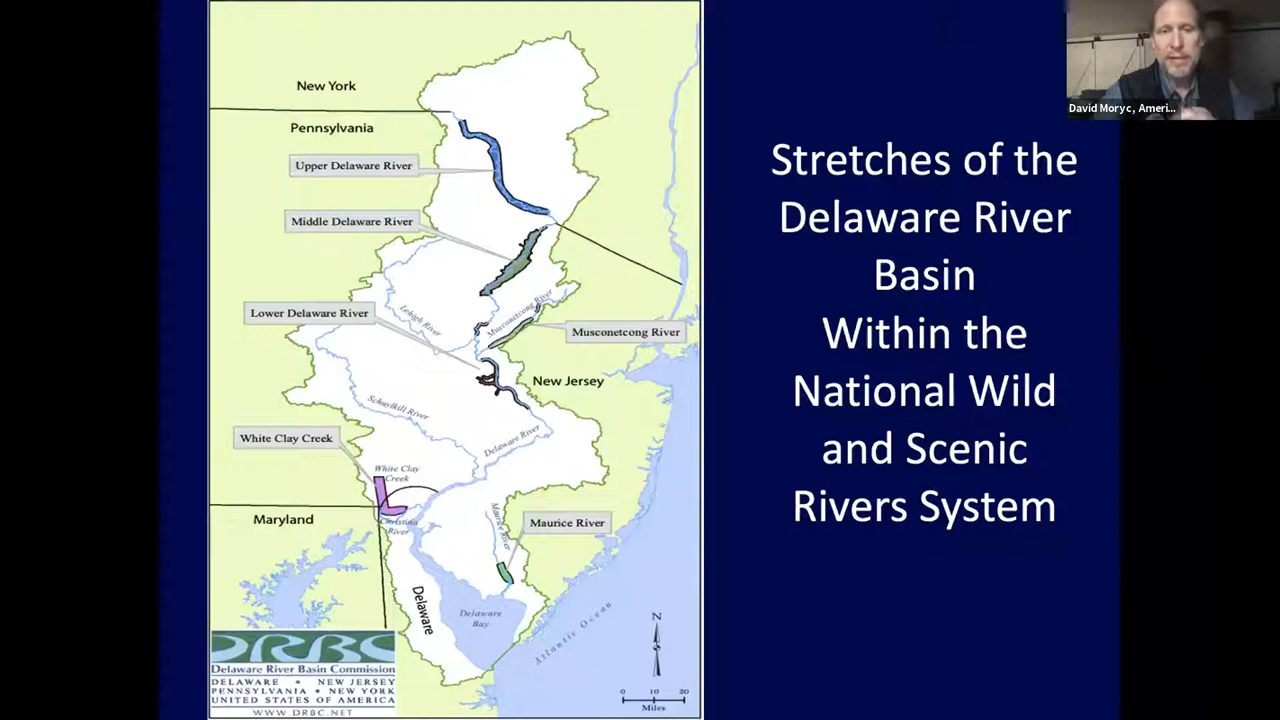 New York
Pennsylvania
Upper Delaware River
Middle Delaware River
Lower Delaware River
Lehigh River
Musconetcong River
Musconetcong River
New Jersey
Schuylkill River
Delaware River
White Clay Creek
White Clay
Creek
Maryland
Christina
River
Maurice River
Maurice River
Delaware
Delaware
Bay
Atlantic Ocean
N
0 10 20
Miles
DRBC
Delaware River Basin Commission
DELAWARE • NEW JERSEY
PENNSYLVANIA • NEW YORK
UNITED STATES OF AMERICA
WWW.DRBC.NET
Stretches of the
Delaware River
Basin
Within the
National Wild
and Scenic
Rivers System
David Moryc, Ameri...